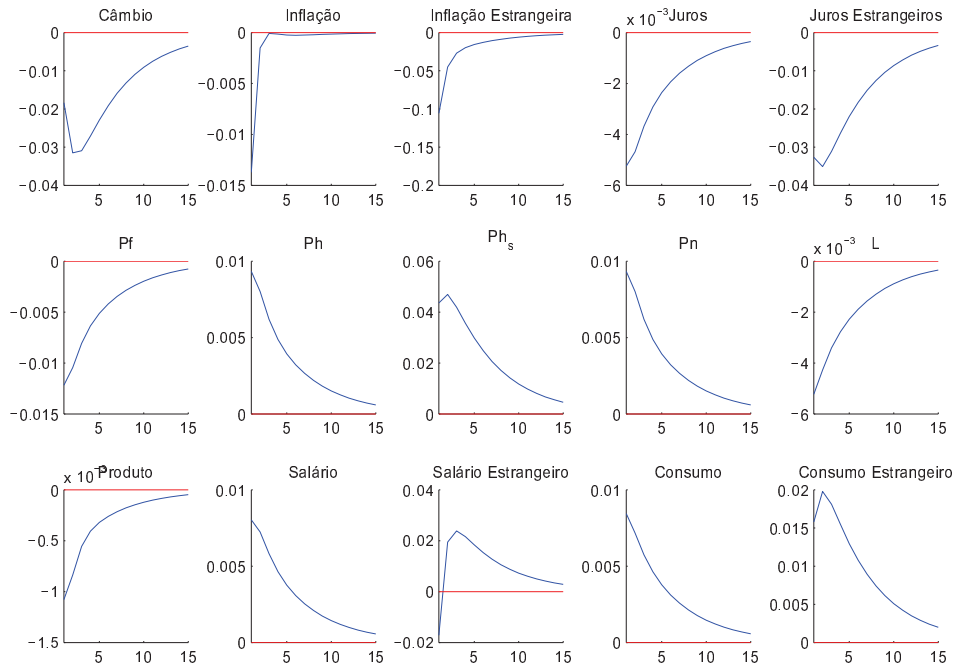 Câmbio
0
−0.01
−0.02
−0.03
−0.04
5 10 15
Inflação
0
−0.005
−0.01
−0.015
5 10 15
Inflação Estrangeira
0
−0.05
−0.1
−0.15
−0.2
5 10 15
x 10⁻³ Juros
0
−2
−4
−6
5 10 15
Juros Estrangeiros
0
−0.01
−0.02
−0.03
−0.04
5 10 15
Pf
0
−0.005
−0.01
−0.015
5 10 15
Ph
0.01
0.005
0
5 10 15
Phₛ
0.06
0.04
0.02
0
5 10 15
Pn
0.01
0.005
0
5 10 15
x 10⁻³ L
0
−2
−4
−6
5 10 15
x 10⁻³ Produto
0
−0.5
−1
−1.5
5 10 15
Salário
0.01
0.005
0
5 10 15
Salário Estrangeiro
0.04
0.02
0
−0.02
5 10 15
Consumo
0.01
0.005
0
5 10 15
Consumo Estrangeiro
0.02
0.015
0.01
0.005
0
5 10 15